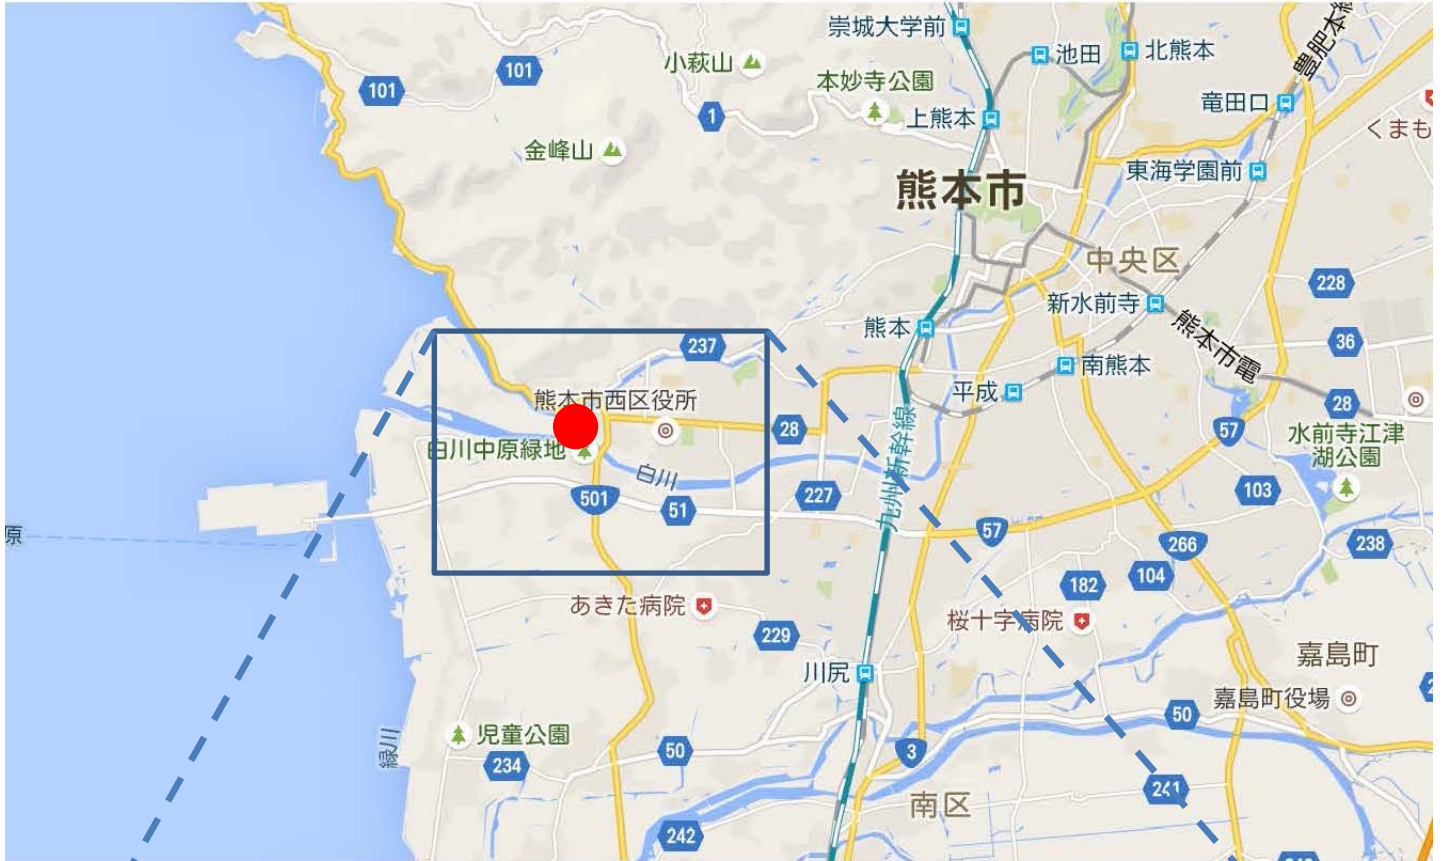 崇城大学前
池田
北熊本
豊肥本線
小萩山
101
101
本妙寺公園
竜田口
1
上熊本
くまも
金峰山
東海学園前
熊本市
中央区
228
新水前寺
熊本
237
熊本市電
36
南熊本
平成
熊本市西区役所
28
28
57
水前寺江津
湖公園
九州新幹線
白川中原緑地
白川
501
51
227
103
57
原
266
238
104
182
あきた病院
桜十字病院
229
嘉島町
川尻
嘉島町役場
50
児童公園
緑川
50
3
234
241
南区
242